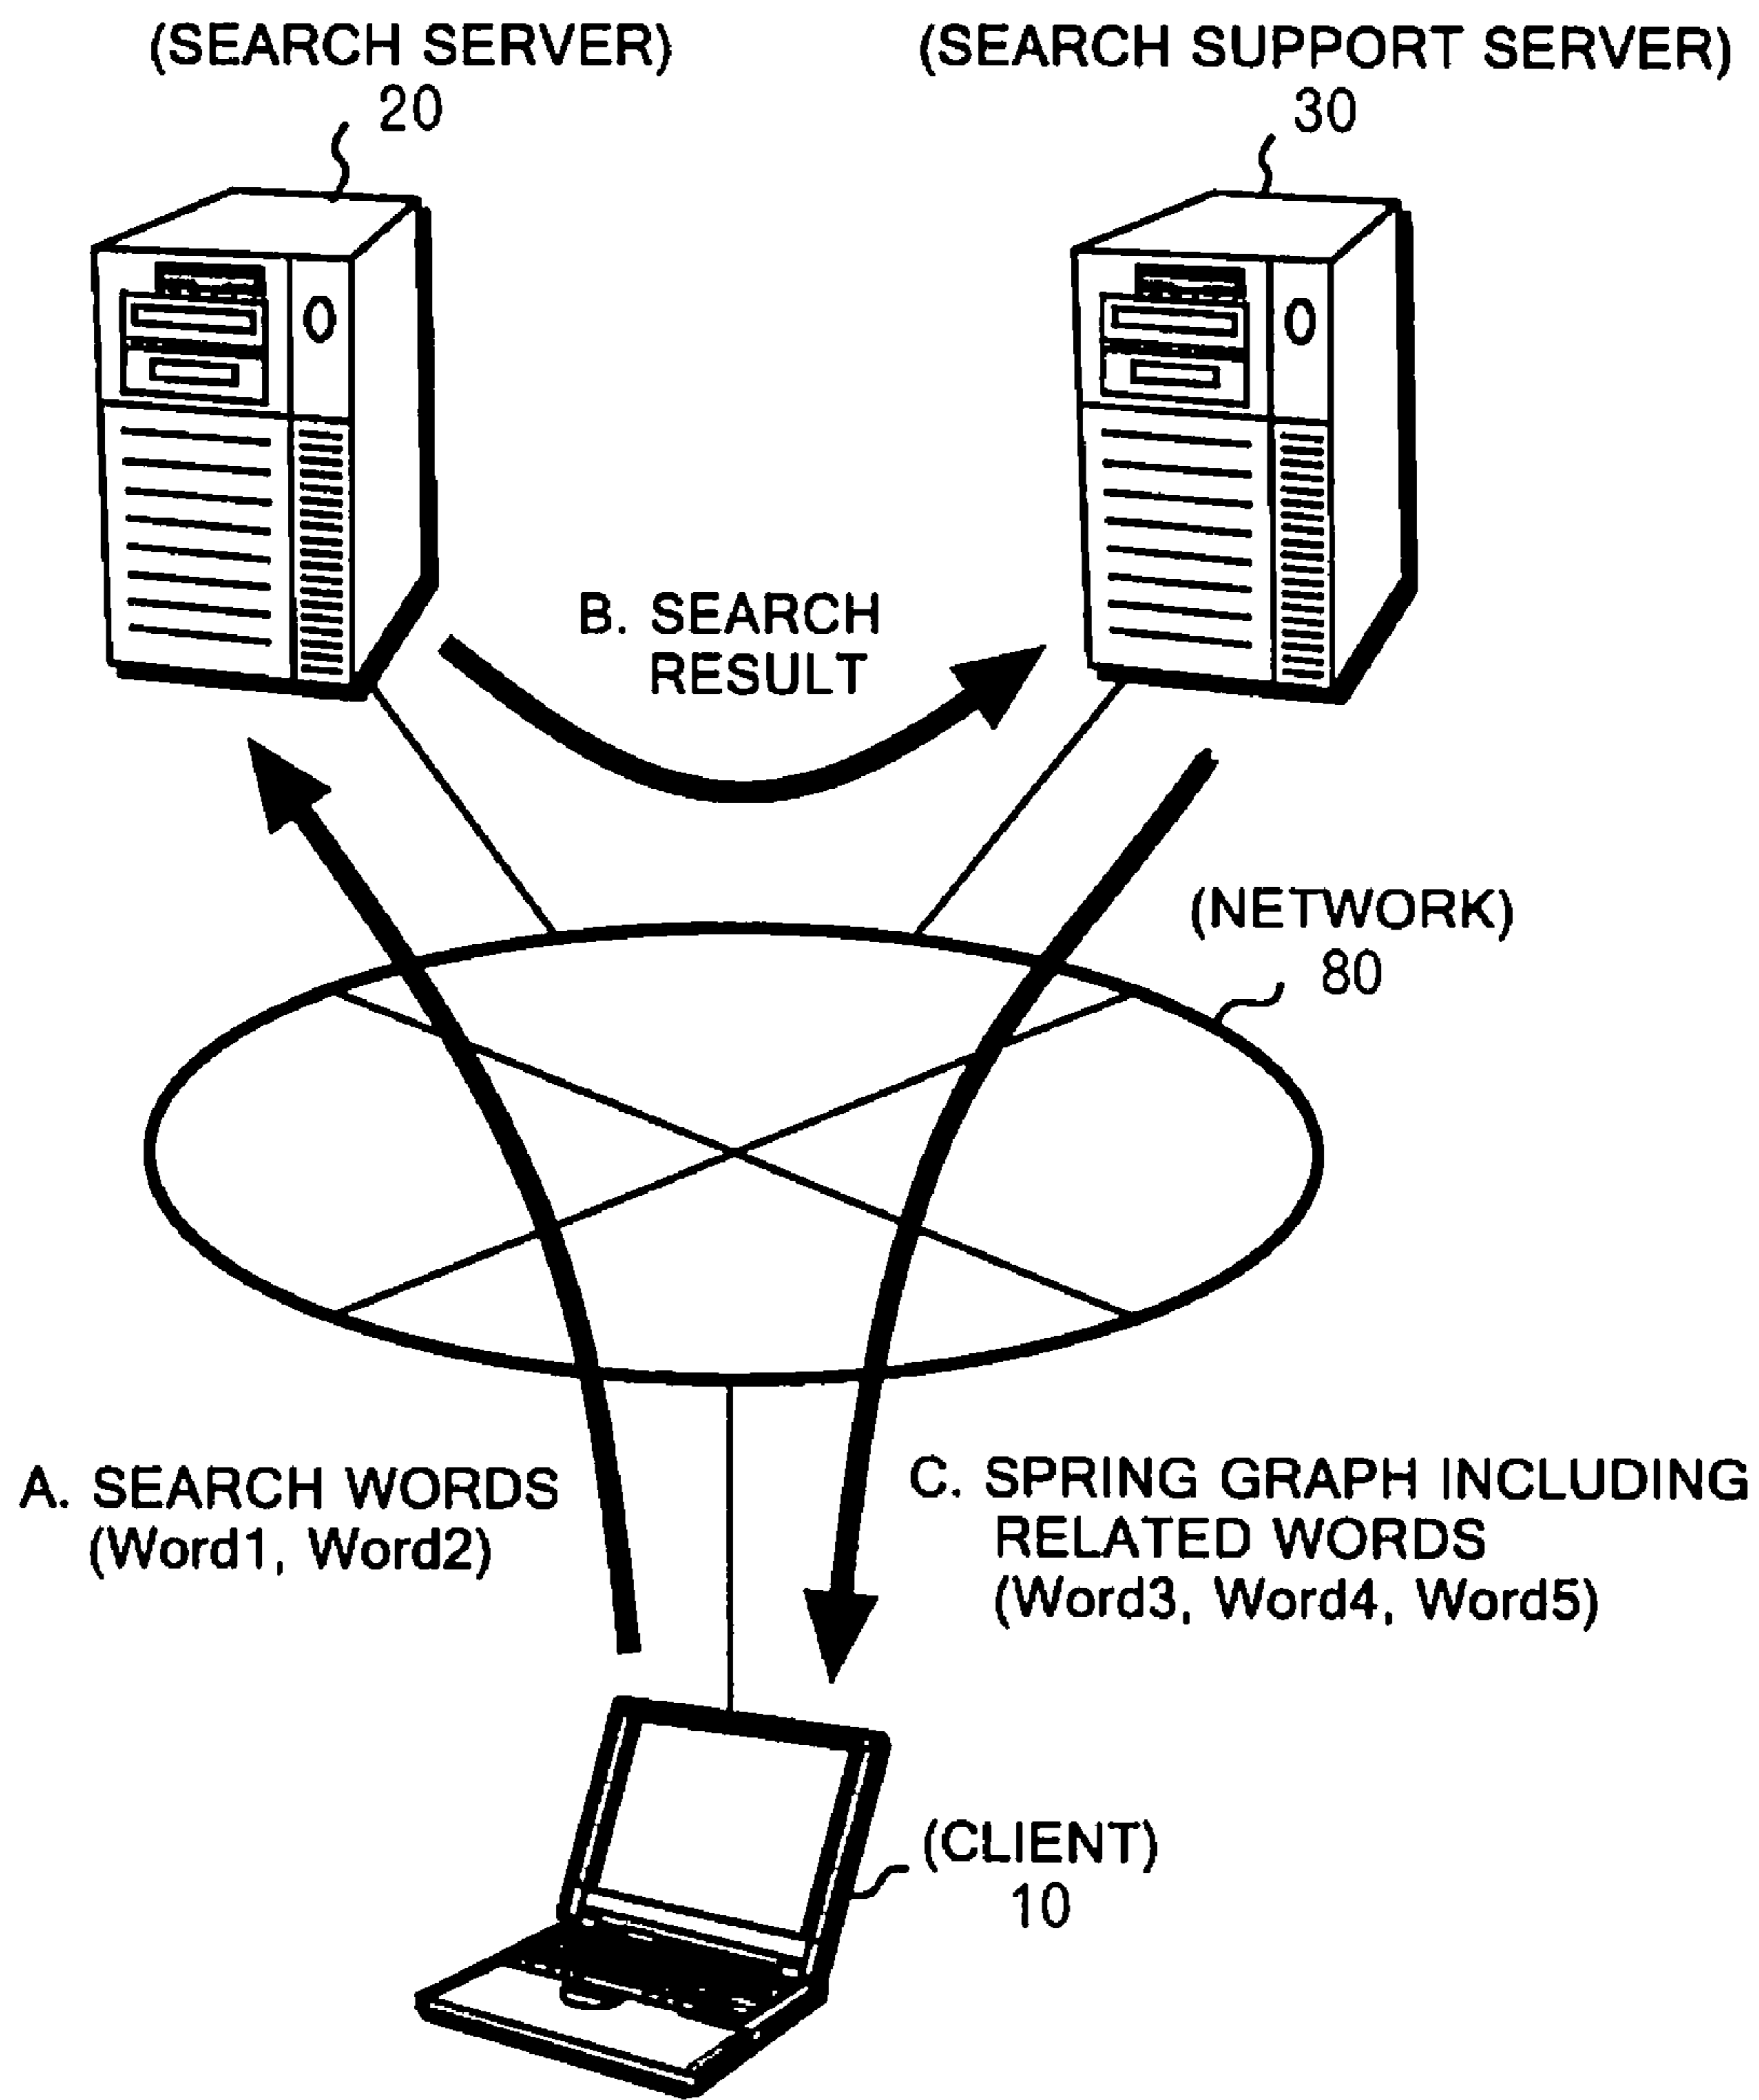 (SEARCH SERVER)
20
(SEARCH SUPPORT SERVER)
30
B. SEARCH
RESULT
(NETWORK)
80
A. SEARCH WORDS
(Word1, Word2)
C. SPRING GRAPH INCLUDING
RELATED WORDS
(Word3, Word4, Word5)
(CLIENT)
10